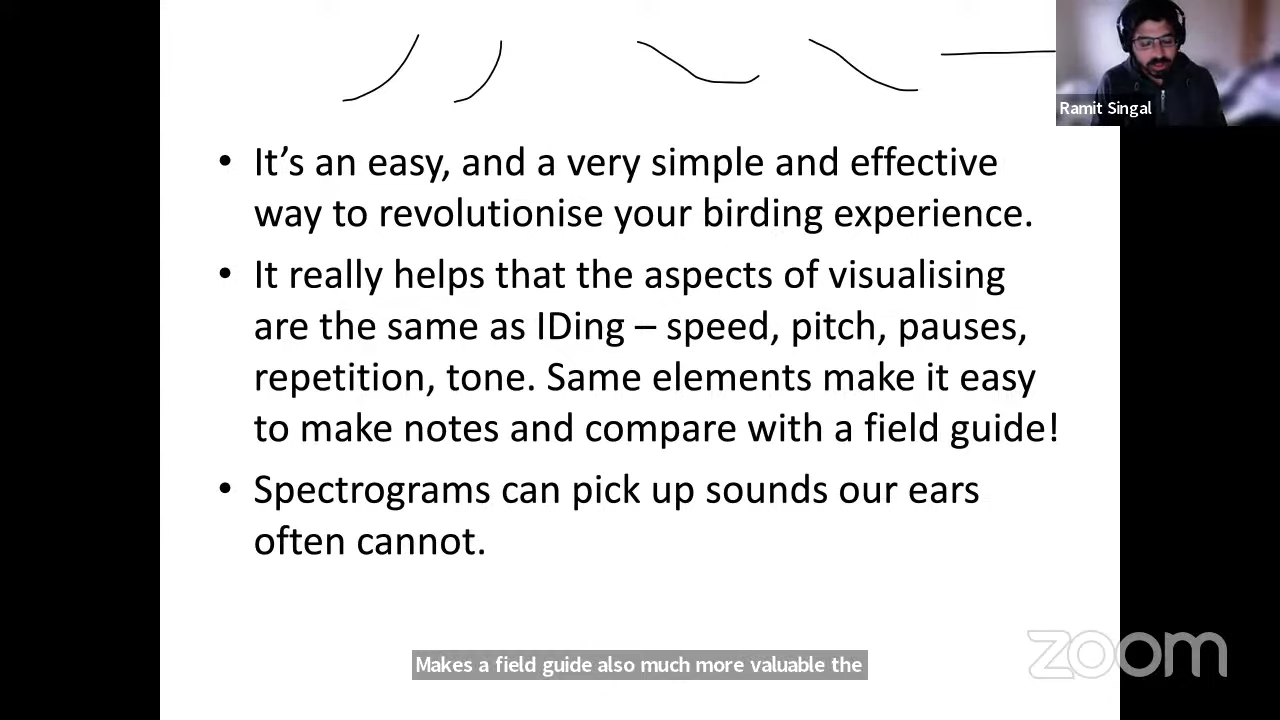 Ramit Singal
• It’s an easy, and a very simple and effective
way to revolutionise your birding experience.
• It really helps that the aspects of visualising
are the same as IDing – speed, pitch, pauses,
repetition, tone. Same elements make it easy
to make notes and compare with a field guide!
• Spectrograms can pick up sounds our ears
often cannot.
zoom
Makes a field guide also much more valuable the